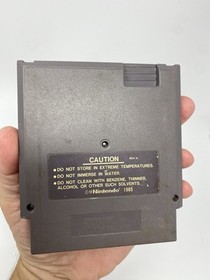 CAUTION
• DO NOT STORE IN EXTREME TEMPERATURES.
• DO NOT IMMERSE IN WATER.
• DO NOT CLEAN WITH BENZENE, THINNER,
ALCOHOL OR OTHER SUCH SOLVENTS.
Nintendo 1985